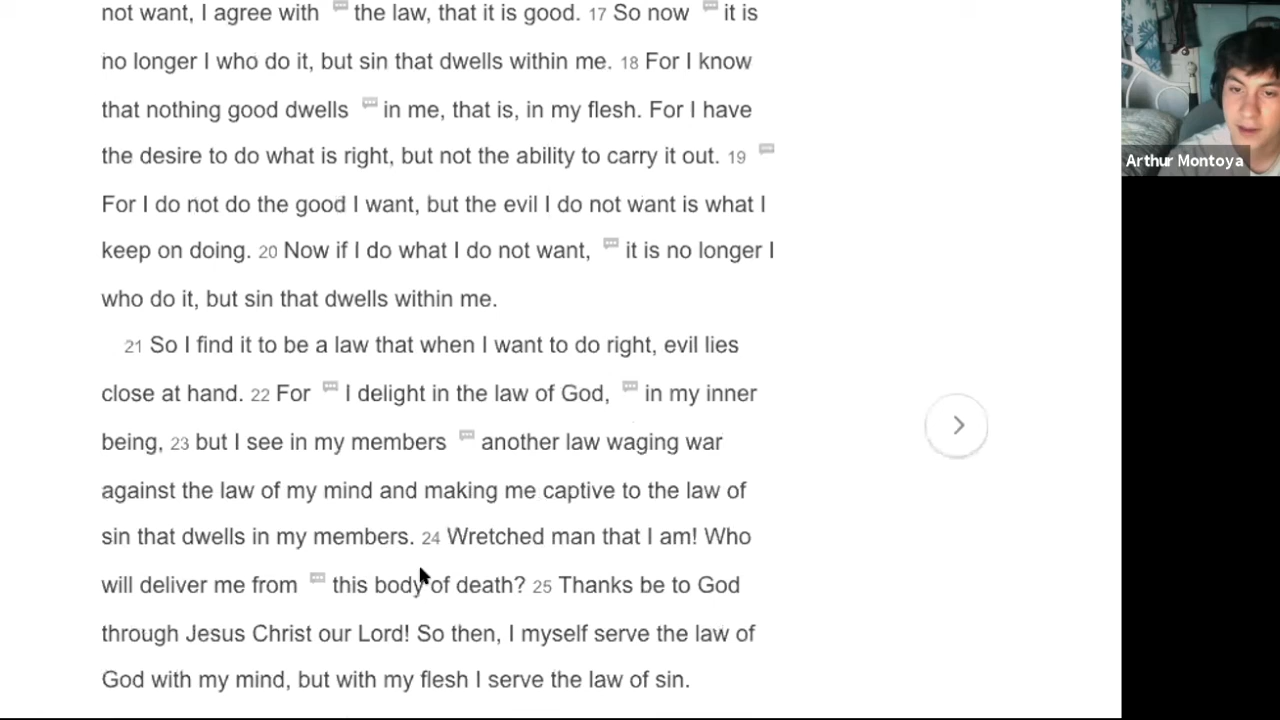 not want, I agree with the law, that it is good. 17 So now it is
no longer I who do it, but sin that dwells within me. 18 For I know
that nothing good dwells in me, that is, in my flesh. For I have
the desire to do what is right, but not the ability to carry it out. 19
For I do not do the good I want, but the evil I do not want is what I
keep on doing. 20 Now if I do what I do not want, it is no longer I
who do it, but sin that dwells within me.
21 So I find it to be a law that when I want to do right, evil lies
close at hand. 22 For I delight in the law of God, in my inner
being, 23 but I see in my members another law waging war
against the law of my mind and making me captive to the law of
sin that dwells in my members. 24 Wretched man that I am! Who
will deliver me from this body of death? 25 Thanks be to God
through Jesus Christ our Lord! So then, I myself serve the law of
God with my mind, but with my flesh I serve the law of sin.
Arthur Montoya